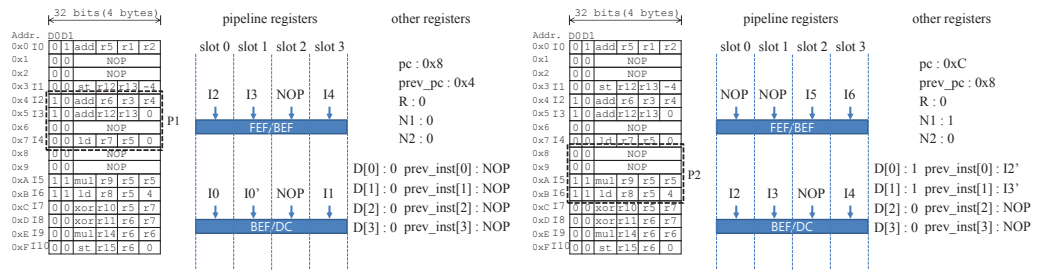 32 bits(4 bytes) pipeline registers other registers
Addr. D0D1
slot 0 slot 1 slot 2 slot 3
0x0 I0 0 1 add r5 r1 r2
0x1 0 0 NOP
0x2 0 0 NOP
0x3 I1 0 0 st r12 r13 -4
0x4 I2 1 0 add r6 r3 r4
0x5 I3 1 0 add r12 r13 0
0x6 0 0 NOP
0x7 I4 0 0 ld r7 r5 0
0x8 0 0 NOP
0x9 0 0 NOP
0xA I5 1 1 mul r9 r5 r5
0xB I6 1 1 ld r8 r5 4
0xC I7 0 0 xor r10 r5 r7
0xD I8 0 0 xor r11 r6 r7
0xE I9 0 0 mul r14 r6 r6
0xF I10 0 0 st r15 r6 0
P1
I2 I3 NOP I4
FEF/BEF
I0 I0' NOP I1
BEF/DC
pc : 0x8
prev_pc : 0x4
R : 0
N1 : 0
N2 : 0
D[0] : 0 prev_inst[0] : NOP
D[1] : 0 prev_inst[1] : NOP
D[2] : 0 prev_inst[2] : NOP
D[3] : 0 prev_inst[3] : NOP
32 bits(4 bytes) pipeline registers other registers
Addr. D0D1
slot 0 slot 1 slot 2 slot 3
0x0 I0 0 1 add r5 r1 r2
0x1 0 0 NOP
0x2 0 0 NOP
0x3 I1 0 0 st r12 r13 -4
0x4 I2 1 0 add r6 r3 r4
0x5 I3 1 0 add r12 r13 0
0x6 0 0 NOP
0x7 I4 0 0 ld r7 r5 0
0x8 0 0 NOP
0x9 0 0 NOP
0xA I5 1 1 mul r9 r5 r5
0xB I6 1 1 ld r8 r5 4
0xC I7 0 0 xor r10 r5 r7
0xD I8 0 0 xor r11 r6 r7
0xE I9 0 0 mul r14 r6 r6
0xF I10 0 0 st r15 r6 0
P2
NOP NOP I5 I6
FEF/BEF
I2 I3 NOP I4
BEF/DC
pc : 0xC
prev_pc : 0x8
R : 0
N1 : 1
N2 : 0
D[0] : 1 prev_inst[0] : I2'
D[1] : 1 prev_inst[1] : I3'
D[2] : 0 prev_inst[2] : NOP
D[3] : 0 prev_inst[3] : NOP